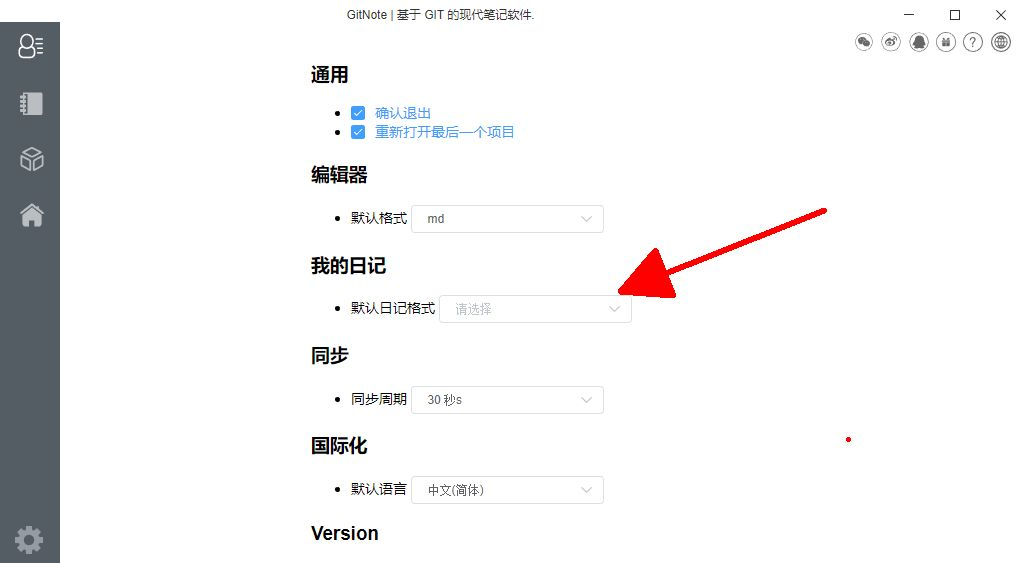 GitNote | 基于 GIT 的现代笔记软件.
通用
确认退出
重新打开最后一个项目
编辑器
默认格式 md
我的日记
默认日记格式 请选择
同步
同步周期 30 秒s
国际化
默认语言 中文(简体)
Version